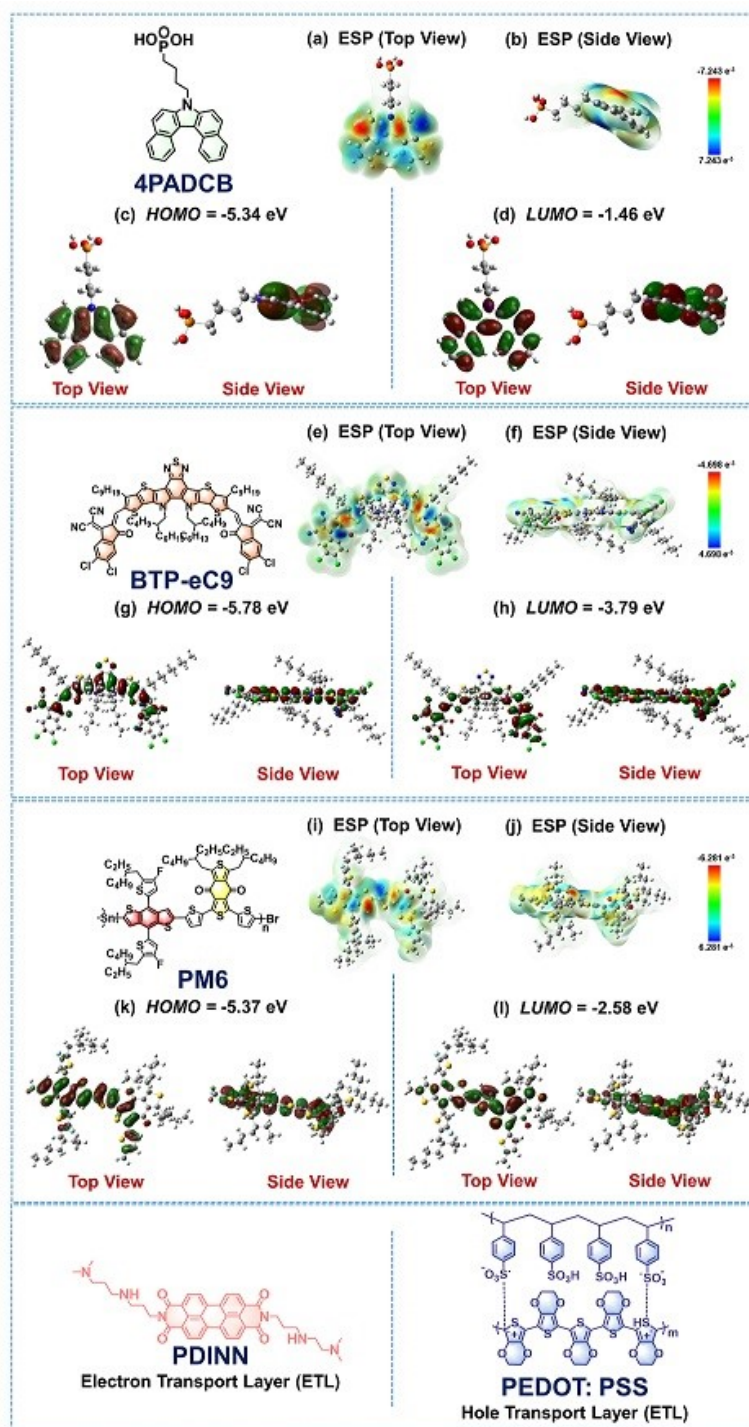 HO OH
P
N
4PADCB
(a) ESP (Top View)
(b) ESP (Side View)
-7.243 e⁻³
7.243 e⁻³
(c) HOMO = -5.34 eV
(d) LUMO = -1.46 eV
Top View
Side View
Top View
Side View
(e) ESP (Top View)
(f) ESP (Side View)
-4.698 e⁻³
4.698 e⁻³
BTP-eC9
(g) HOMO = -5.78 eV
(h) LUMO = -3.79 eV
Top View
Side View
Top View
Side View
(i) ESP (Top View)
(j) ESP (Side View)
-6.281 e⁻³
6.281 e⁻³
PM6
(k) HOMO = -5.37 eV
(l) LUMO = -2.58 eV
Top View
Side View
Top View
Side View
PDINN
Electron Transport Layer (ETL)
PEDOT: PSS
Hole Transport Layer (ETL)